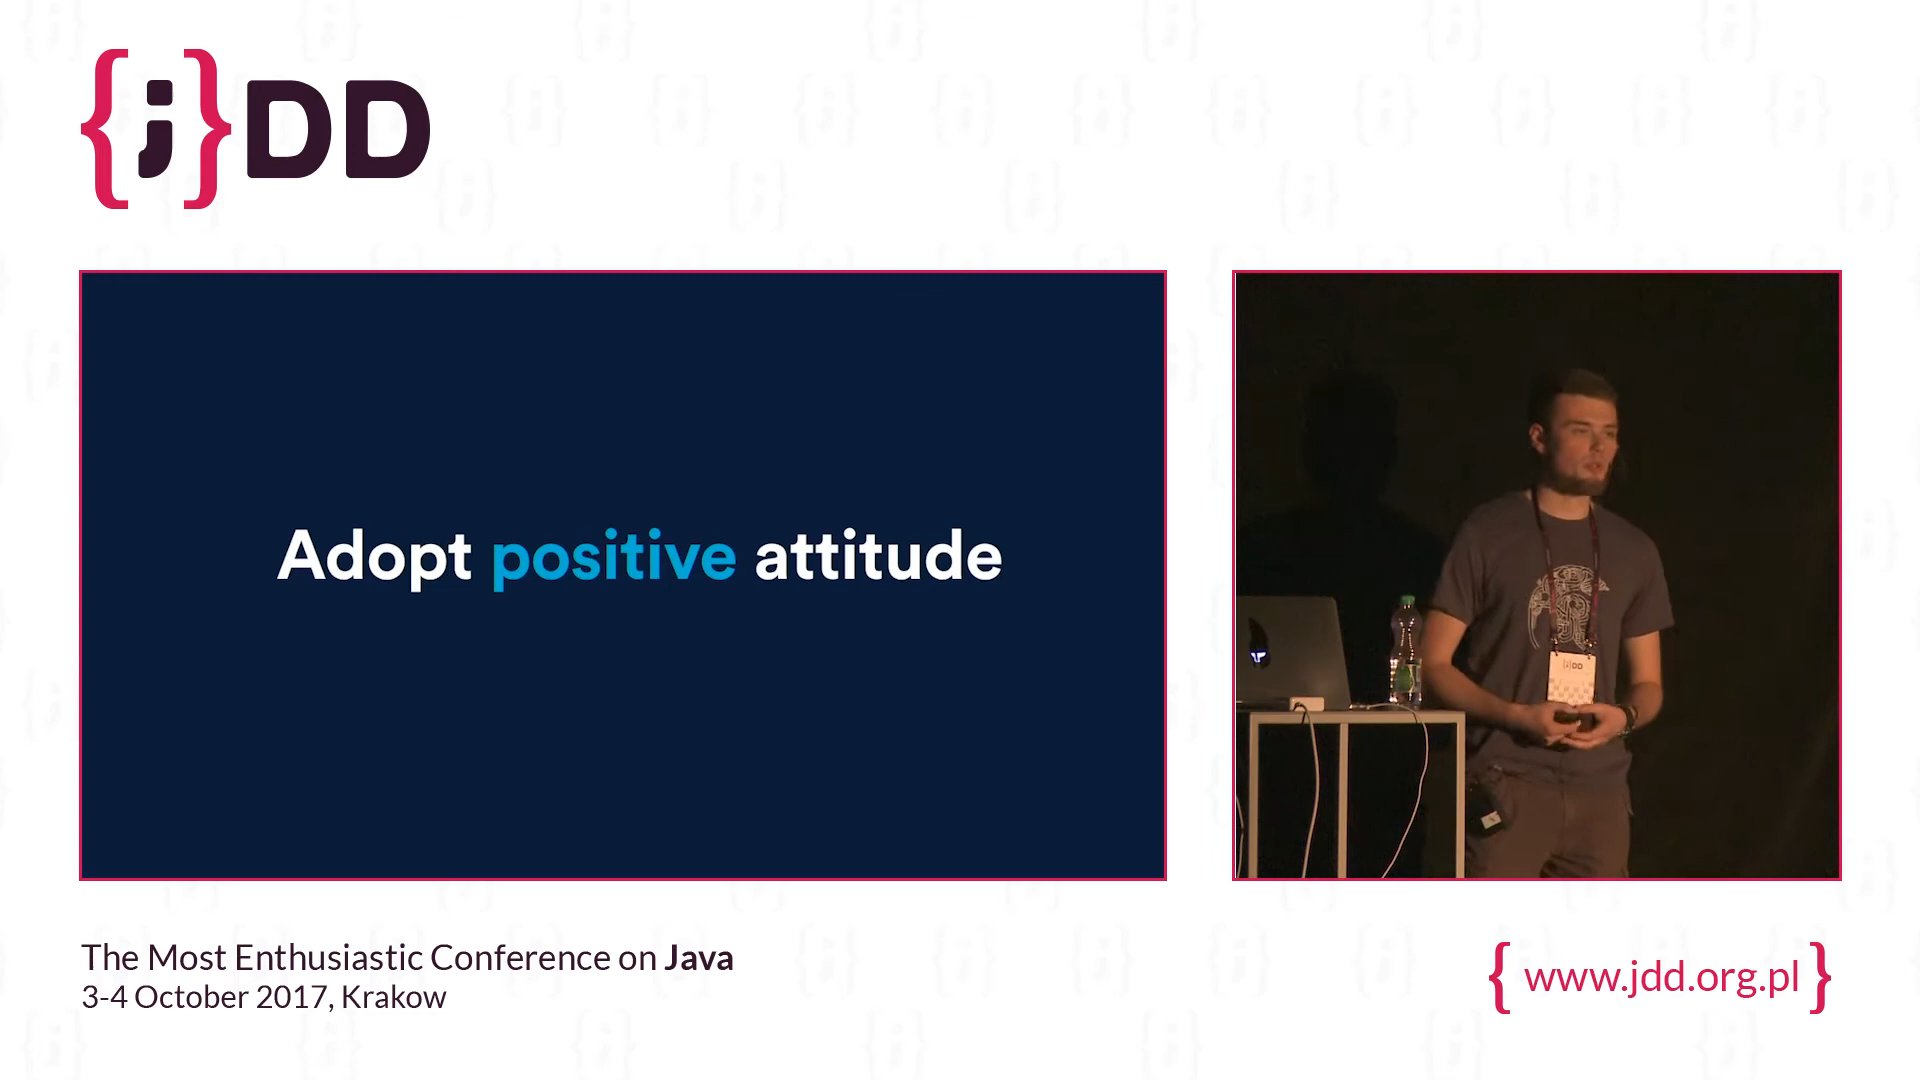 {;}DD
Adopt positive attitude
{;}DD
The Most Enthusiastic Conference on Java
3-4 October 2017, Krakow
{ www.jdd.org.pl }